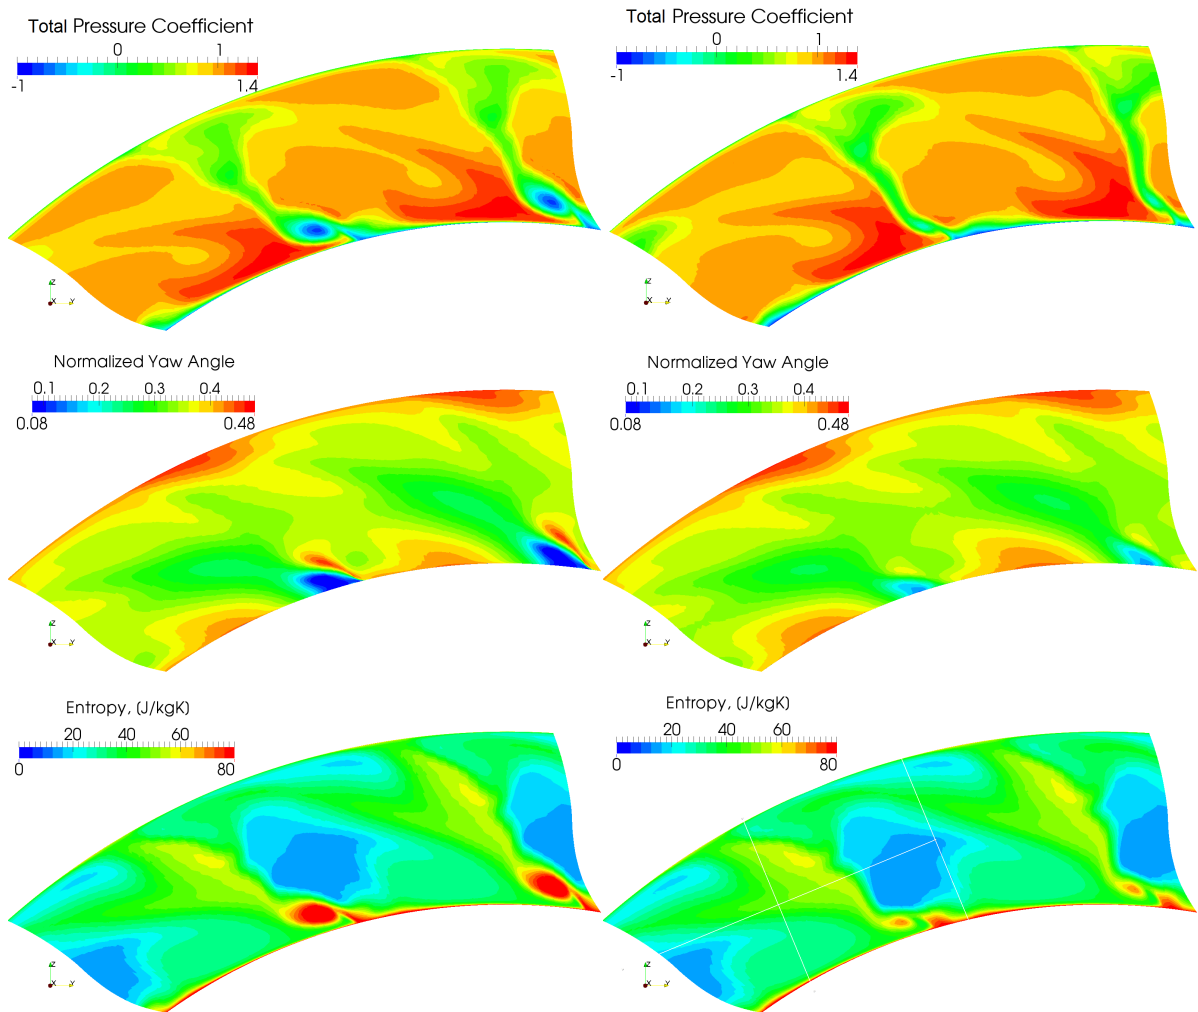 Total Pressure Coefficient
0 1
-1 1.4
Z
X Y
Total Pressure Coefficient
0 1
-1 1.4
Z
X Y
Normalized Yaw Angle
0.1 0.2 0.3 0.4
0.08 0.48
Z
X Y
Normalized Yaw Angle
0.1 0.2 0.3 0.4
0.08 0.48
Z
X Y
Entropy, (J/kgK)
20 40 60
0 80
Z
X Y
Entropy, (J/kgK)
20 40 60
0 80
Z
X Y